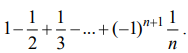 1 - 1/2 + 1/3 - ... + (-1)^{n+1} 1/n .